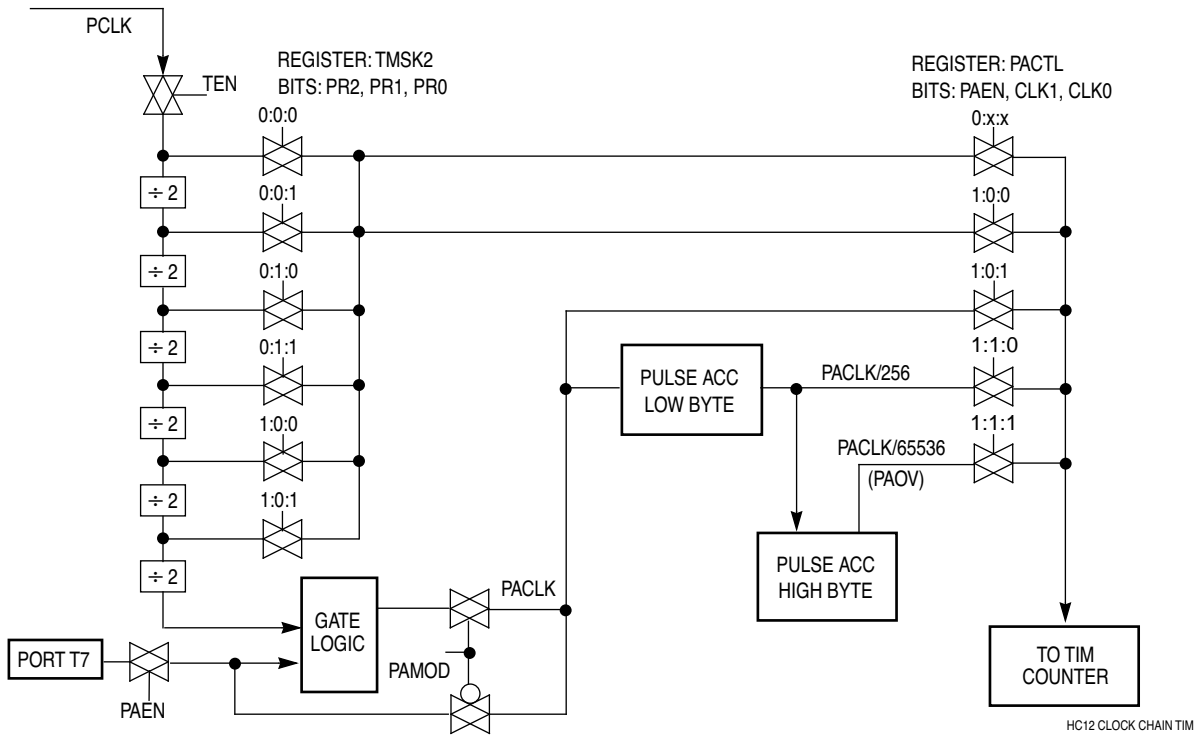 PCLK
REGISTER: TMSK2
BITS: PR2, PR1, PR0
REGISTER: PACTL
BITS: PAEN, CLK1, CLK0
TEN
0:0:0
0:x:x
÷ 2
0:0:1
1:0:0
÷ 2
0:1:0
1:0:1
÷ 2
0:1:1
1:1:0
PULSE ACC
LOW BYTE
PACLK/256
÷ 2
1:0:0
1:1:1
PACLK/65536
(PAOV)
÷ 2
1:0:1
÷ 2
PULSE ACC
HIGH BYTE
GATE
LOGIC
PACLK
PORT T7
PAMOD
PAEN
TO TIM
COUNTER
HC12 CLOCK CHAIN TIM